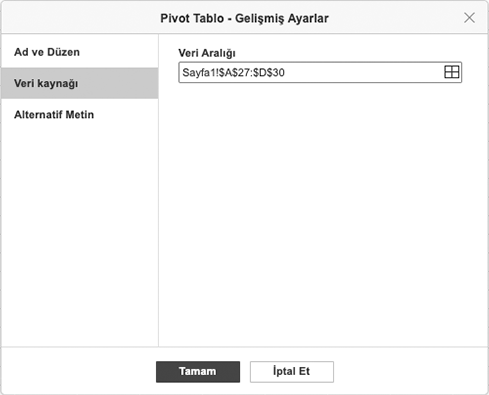 Pivot Tablo - Gelişmiş Ayarlar
Ad ve Düzen
Veri kaynağı
Alternatif Metin
Veri Aralığı
Sayfa1!$A$27:$D$30
Tamam
İptal Et